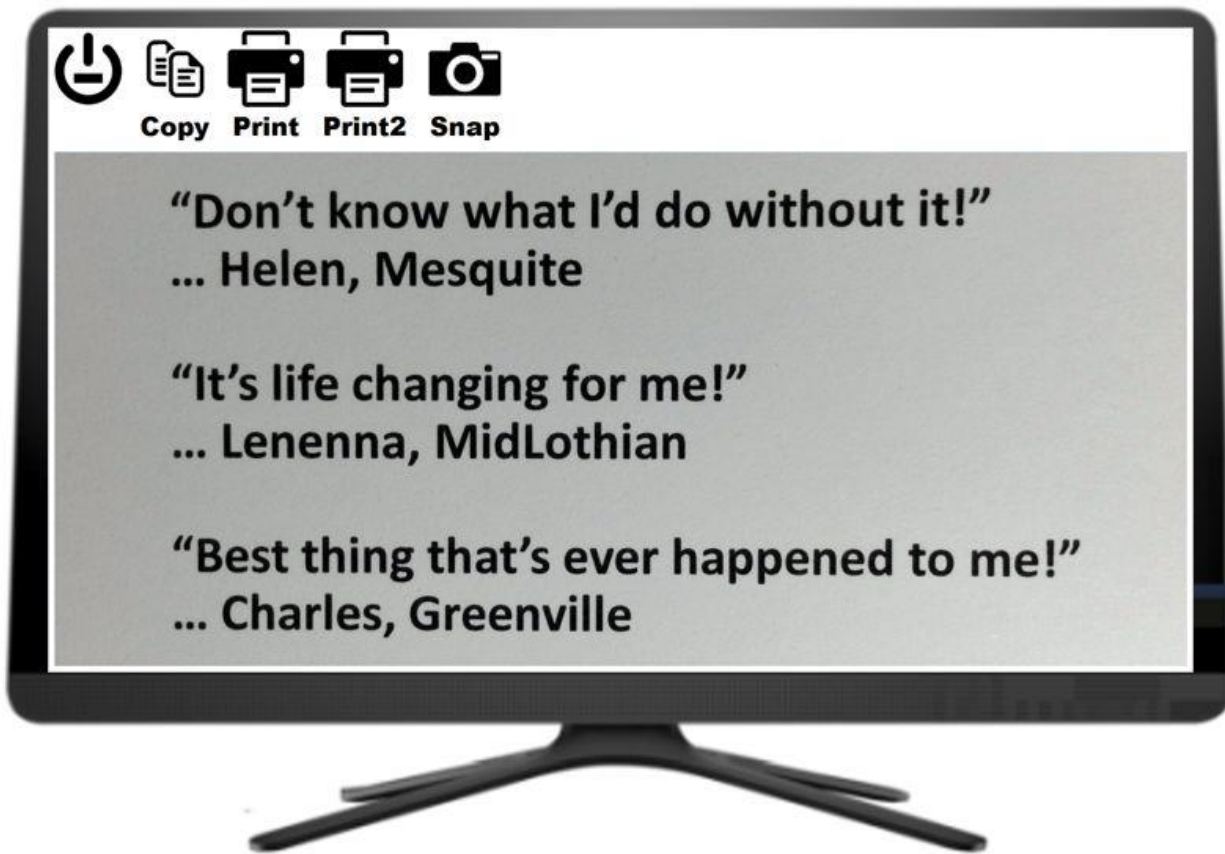 Copy Print Print2 Snap
“Don’t know what I’d do without it!”
... Helen, Mesquite
“It’s life changing for me!”
... Lenenna, MidLothian
“Best thing that’s ever happened to me!”
... Charles, Greenville